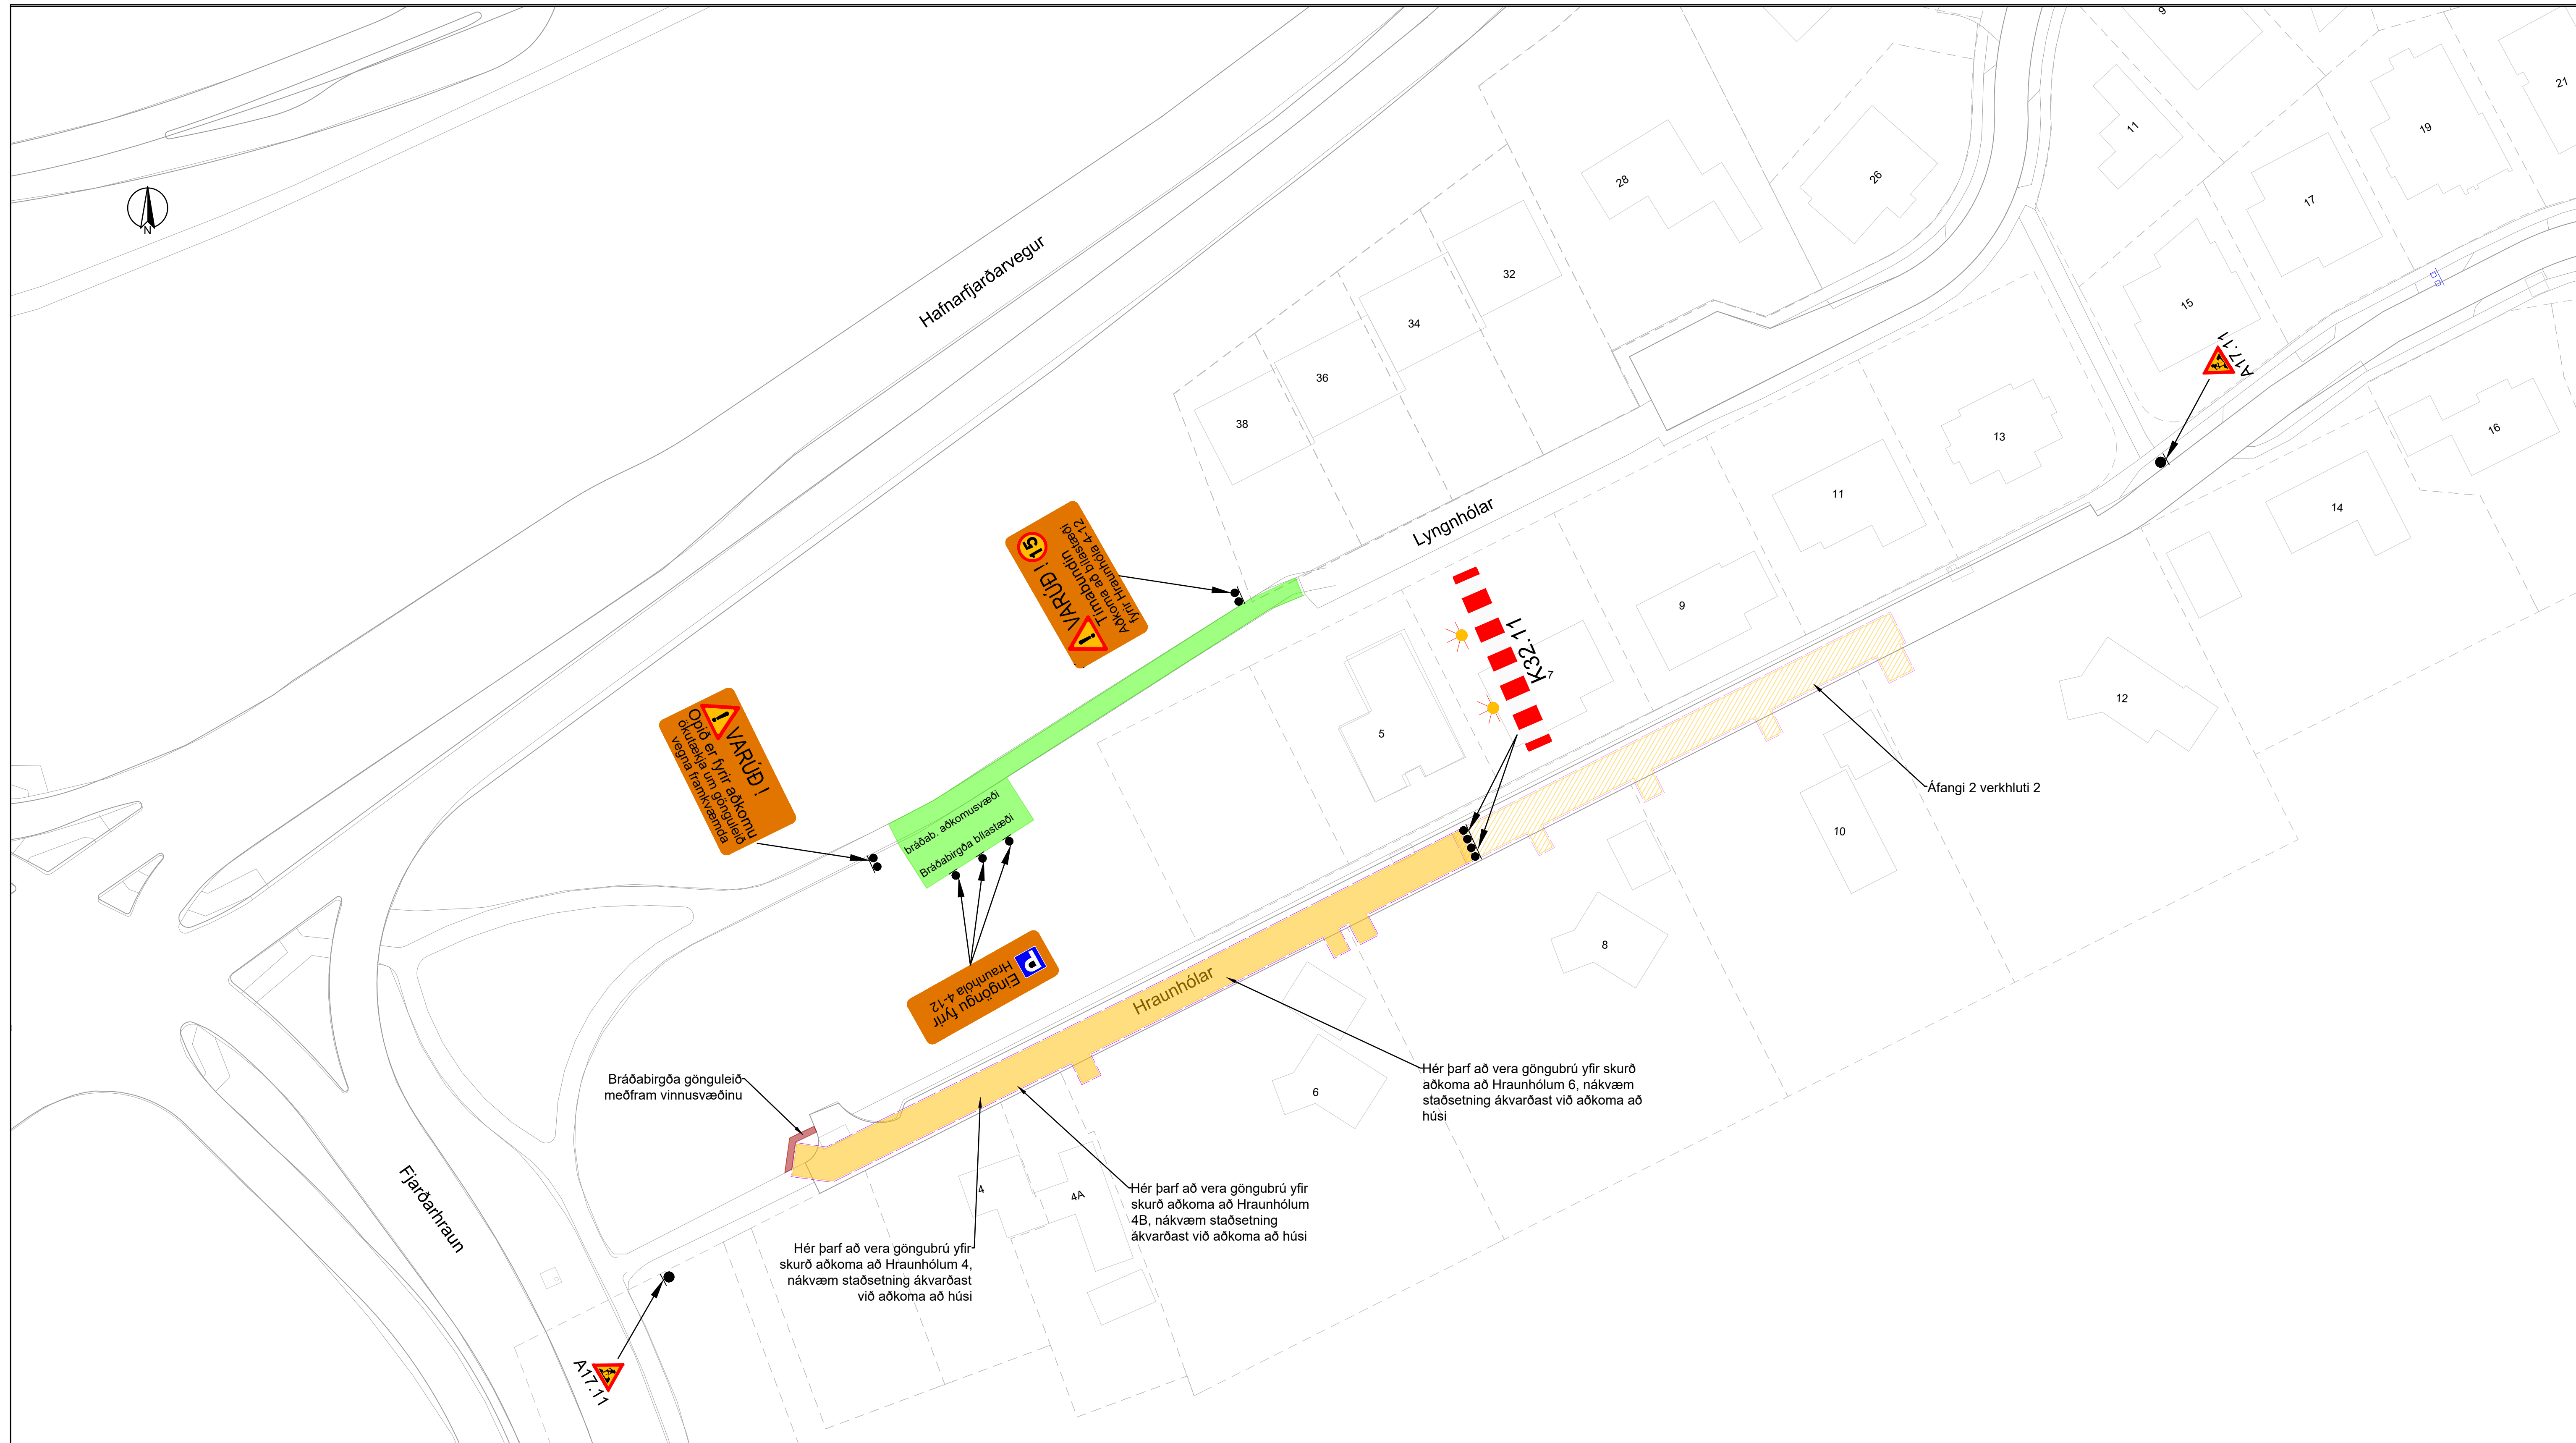 N
Hafnarfjarðarvegur
9
28
26
11
19
21
17
15
32
34
36
38
A17.11
13
11
16
14
Lyngnhólar
VARÚÐ !
15
Tímabundin
Aðkoma að bílastæði
fyrir Hraunhóla 4-12
K32.11
7
9
5
12
10
8
6
VARÚÐ !
Opið er fyrir aðkomu
ökutækja um gönguleið
vegna framkvæmda
bráðab. aðkomusvæði
Bráðabirgða bílastæði
P
Eingöngu fyrir
Hraunhóla 4-12
Áfangi 2 verkhluti 2
Hraunhólar
Bráðabirgða gönguleið
meðfram vinnusvæðinu
Hér þarf að vera göngubrú yfir skurð
aðkoma að Hraunhólum 6, nákvæm
staðsetning ákvarðast við aðkoma að
húsi
Hér þarf að vera göngubrú yfir
skurð aðkoma að Hraunhólum
4B, nákvæm staðsetning
ákvarðast við aðkoma að húsi
Hér þarf að vera göngubrú yfir
skurð aðkoma að Hraunhólum 4,
nákvæm staðsetning ákvarðast
við aðkoma að húsi
4
4A
Fjarðarhraun
A17.11